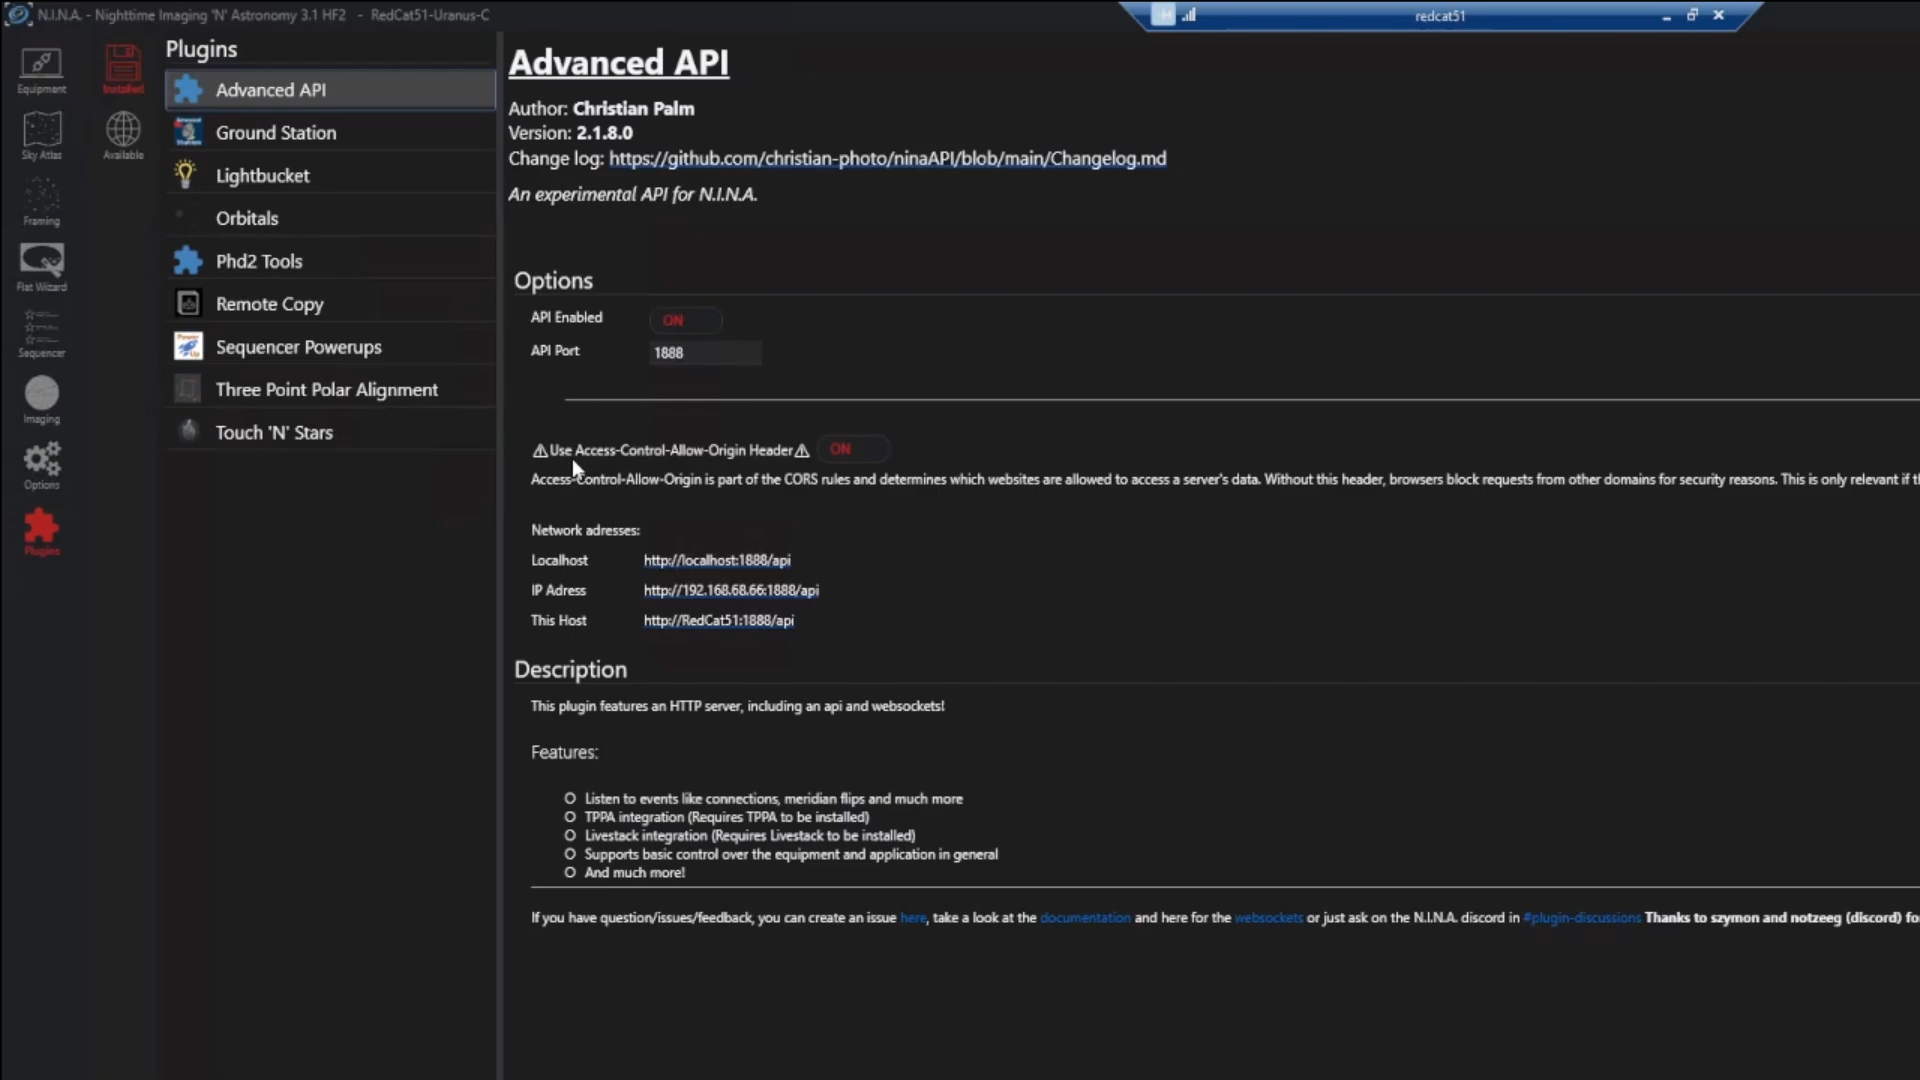 N.I.N.A. - Nighttime Imaging 'N' Astronomy 3.1 HF2 - RedCat51-Uranus-C
redcat51
Equipment
Sky Atlas
Framing
Flat Wizard
Sequencer
Imaging
Options
Plugins
Installed
Available
Plugins
Advanced API
Ground Station
Lightbucket
Orbitals
Phd2 Tools
Remote Copy
Sequencer Powerups
Three Point Polar Alignment
Touch 'N' Stars
Advanced API
Author: Christian Palm
Version: 2.1.8.0
Change log: https://github.com/christian-photo/ninaAPI/blob/main/Changelog.md
An experimental API for N.I.N.A.
Options
API Enabled ON
API Port 1888
⚠Use Access-Control-Allow-Origin Header⚠ ON
Access-Control-Allow-Origin is part of the CORS rules and determines which websites are allowed to access a server's data. Without this header, browsers block requests from other domains for security reasons. This is only relevant if th
Network adresses:
Localhost http://localhost:1888/api
IP Adress http://192.168.68.66:1888/api
This Host http://RedCat51:1888/api
Description
This plugin features an HTTP server, including an api and websockets!
Features:
Listen to events like connections, meridian flips and much more
TPPA integration (Requires TPPA to be installed)
Livestack integration (Requires Livestack to be installed)
Supports basic control over the equipment and application in general
And much more!
If you have question/issues/feedback, you can create an issue here, take a look at the documentation and here for the websockets or just ask on the N.I.N.A. discord in #plugin-discussions Thanks to szymon and notzeeg (discord) fo